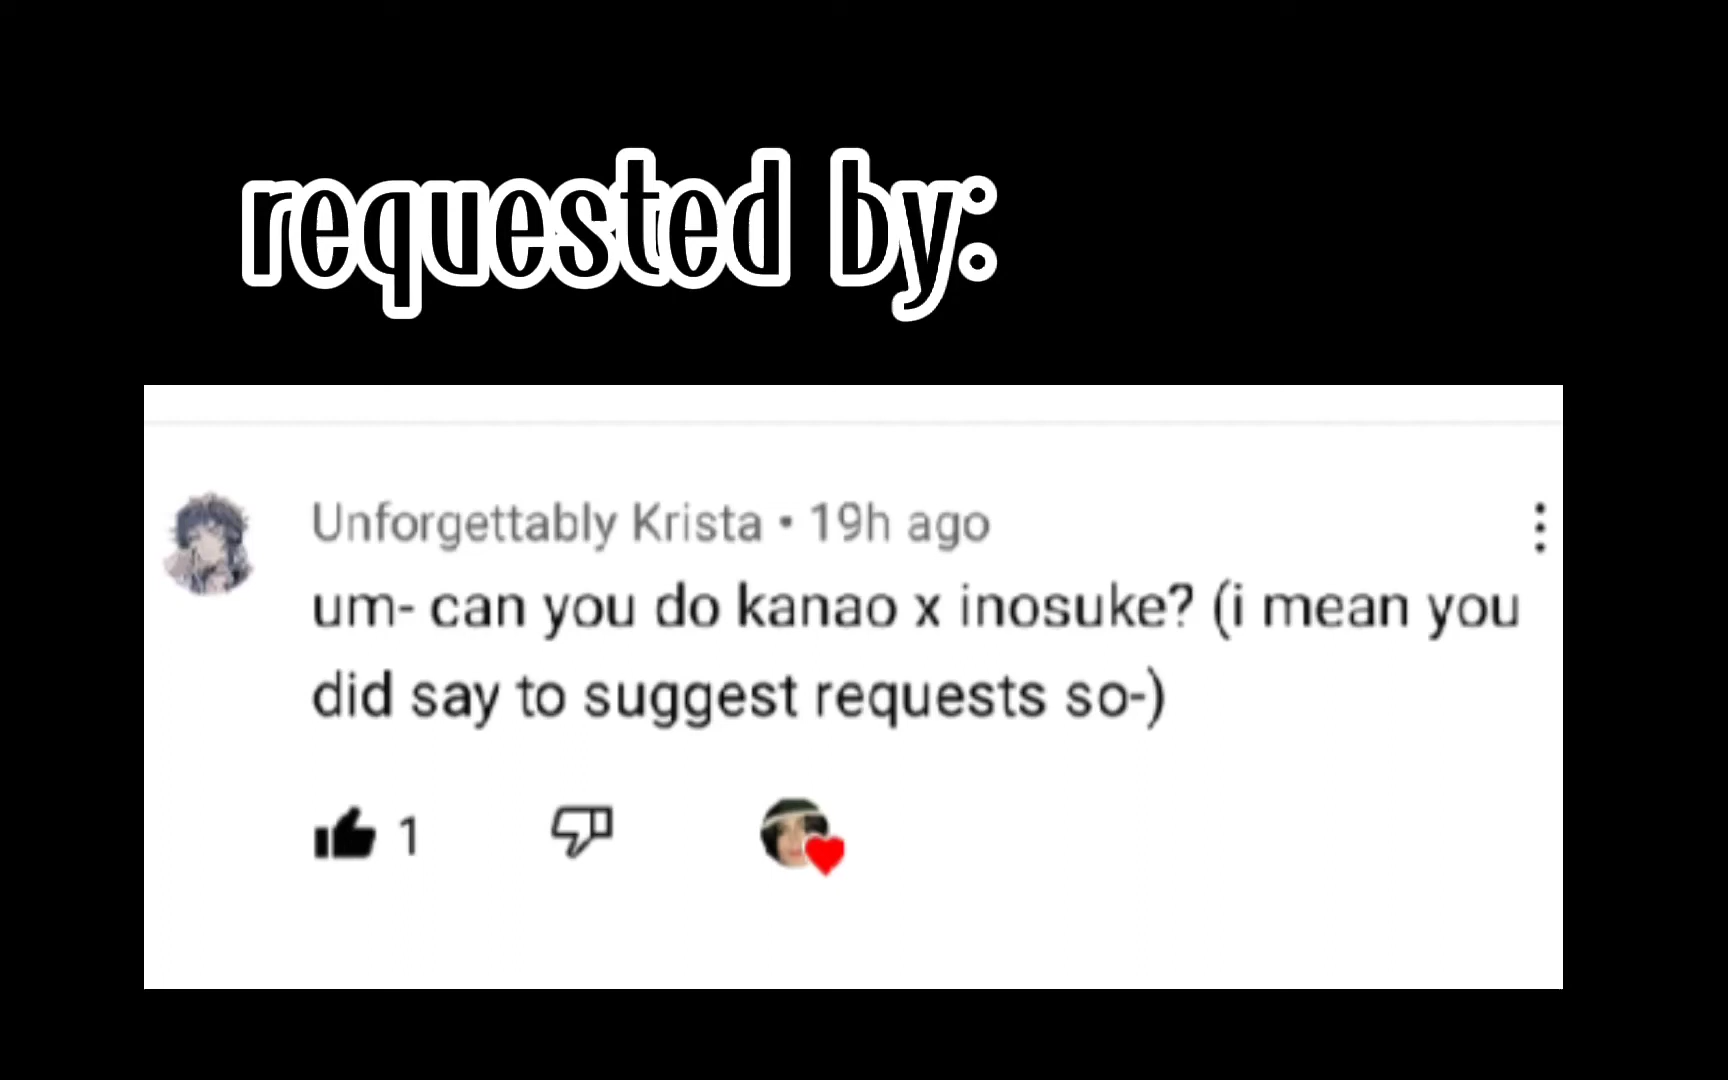 requested by:
Unforgettably Krista • 19h ago
um- can you do kanao x inosuke? (i mean you
did say to suggest requests so-)
1